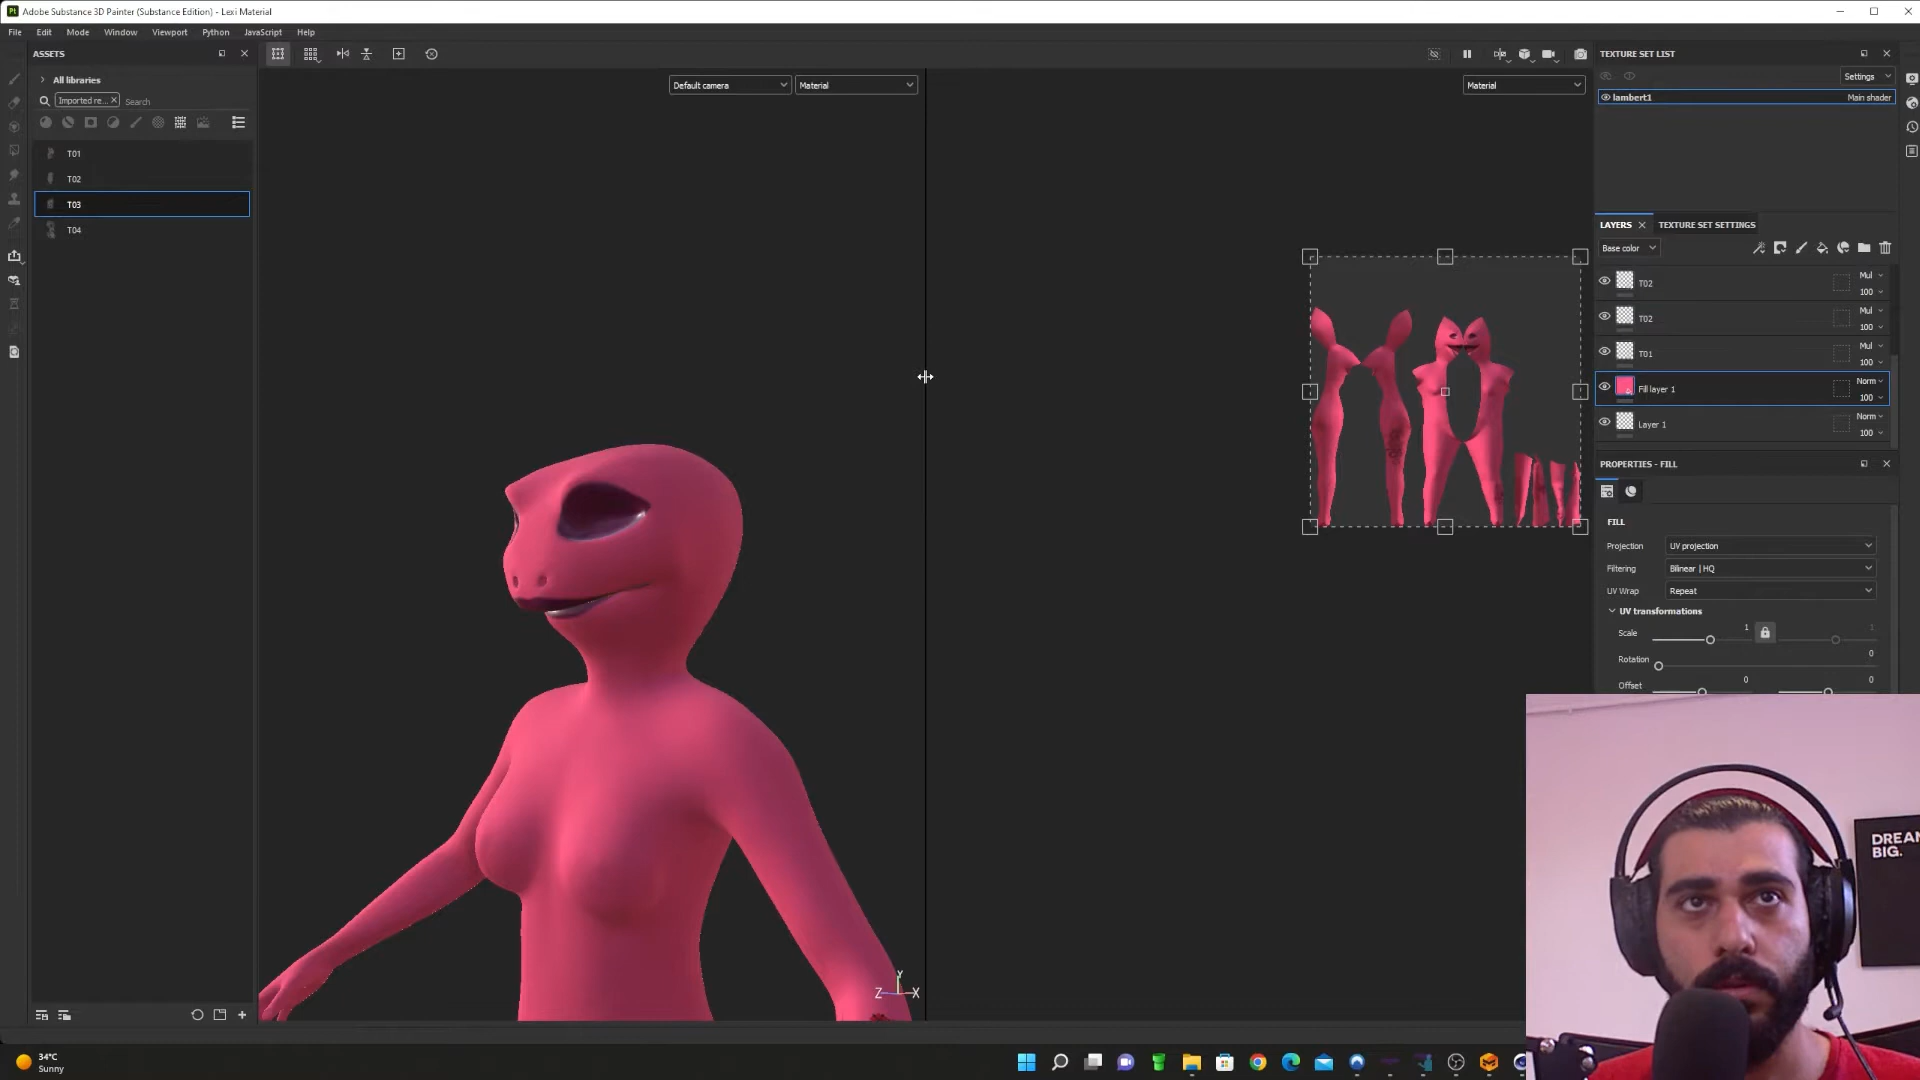 Adobe Substance 3D Painter (Substance Edition) - Lexi Material
File Edit Mode Window Viewport Python JavaScript Help
ASSETS
All libraries
Imported re... Search
T01
T02
T03
T04
Default camera
Material
Material
Y
Z X
TEXTURE SET LIST
Settings
lambert1 Main shader
LAYERS TEXTURE SET SETTINGS
Base color
T02 Mul
100
T02 Mul
100
T01 Mul
100
Fill layer 1 Norm
100
Layer 1 Norm
100
PROPERTIES - FILL
FILL
Projection UV projection
Filtering Bilinear | HQ
UV Wrap Repeat
UV transformations
Scale 1 1
Rotation 0
Offset 0 0
DREAM
BIG.
34°C
Sunny